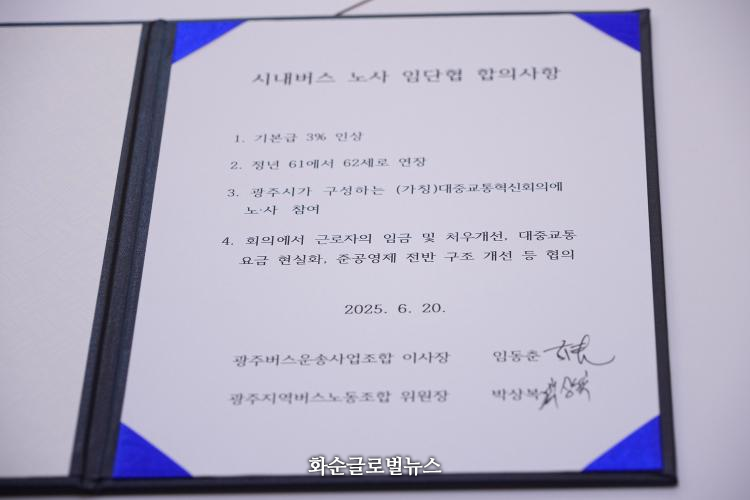 시내버스 노사 임단협 합의사항
1. 기본급 3% 인상
2. 정년 61에서 62세로 연장
3. 광주시가 구성하는 (가칭)대중교통혁신회의에
노·사 참여
4. 회의에서 근로자의 임금 및 처우개선, 대중교통
요금 현실화, 준공영제 전반 구조 개선 등 협의
2025. 6. 20.
광주버스운송사업조합 이사장 임동춘
광주지역버스노동조합 위원장 박상복
화순글로벌뉴스